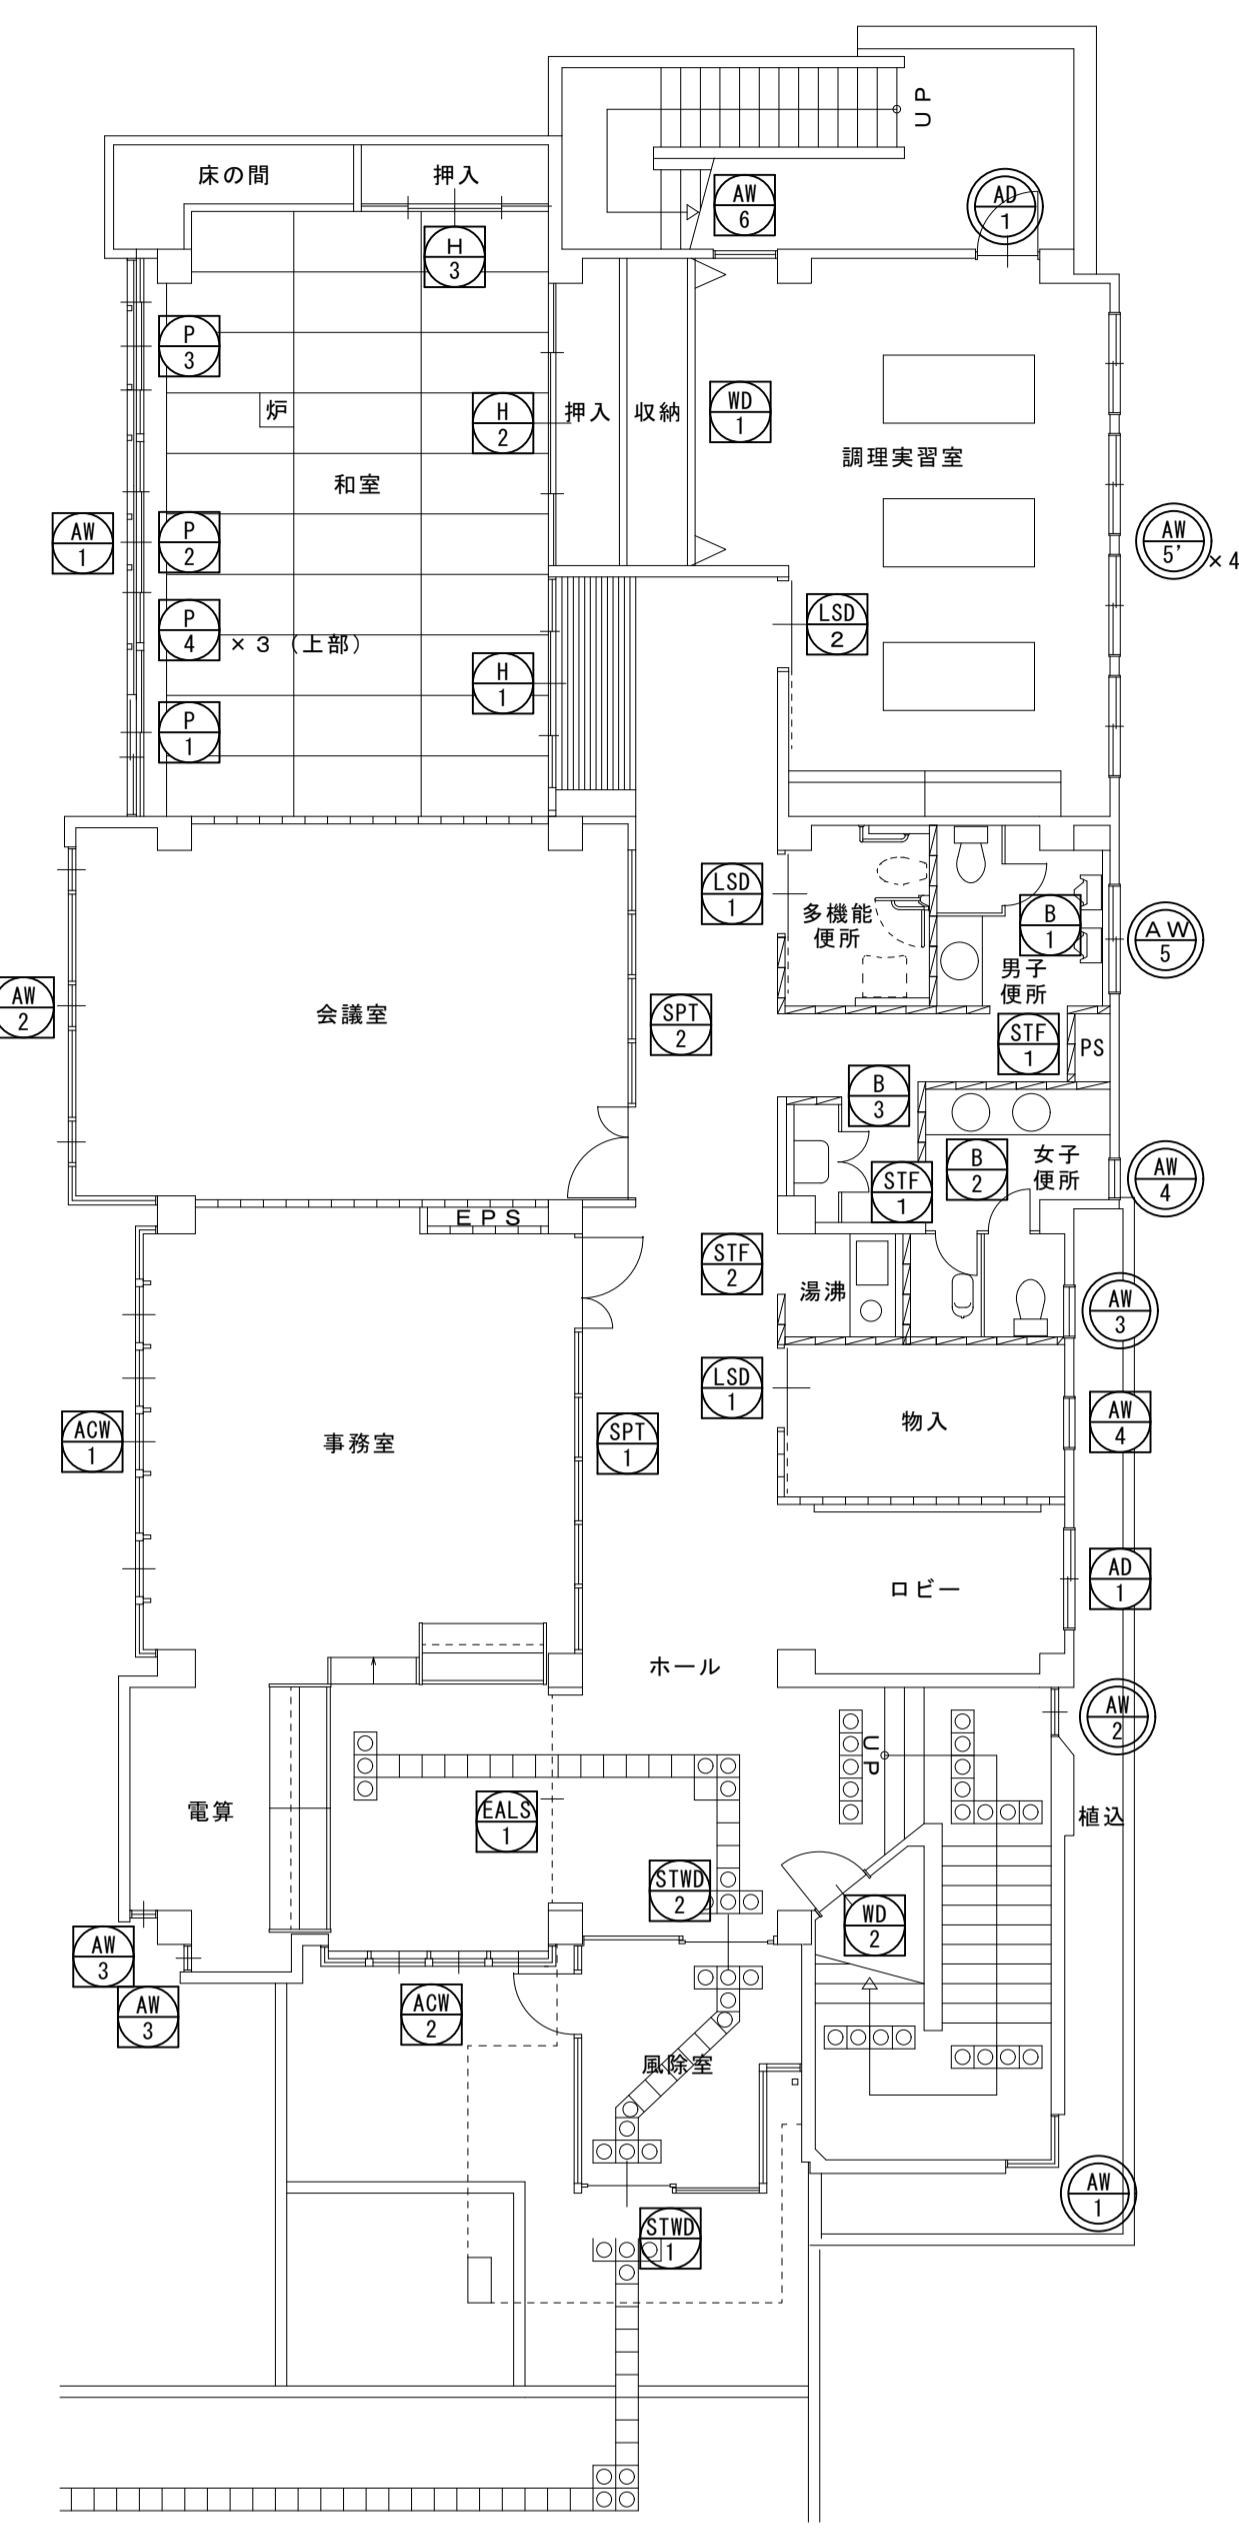 UP
床の間
押入
AW
6
AD
1
H
3
P
3
炉
H
2
押入
収納
WD
1
調理実習室
和室
AW
1
P
2
AW
5'
×4
P
4
×3（上部）
LSD
2
H
1
P
1
LSD
1
多機能
便所
B
1
AW
5
男子
便所
AW
2
会議室
SPT
2
STF
1
PS
B
3
B
2
女子
便所
STF
1
AW
4
EPS
STF
2
湯沸
AW
3
LSD
1
物入
AW
4
ACW
1
事務室
SPT
1
ロビー
AD
1
ホール
AW
2
UP
電算
EALS
1
植込
STWD
2
WD
2
AW
3
AW
3
ACW
2
風除室
AW
1
STWD
1